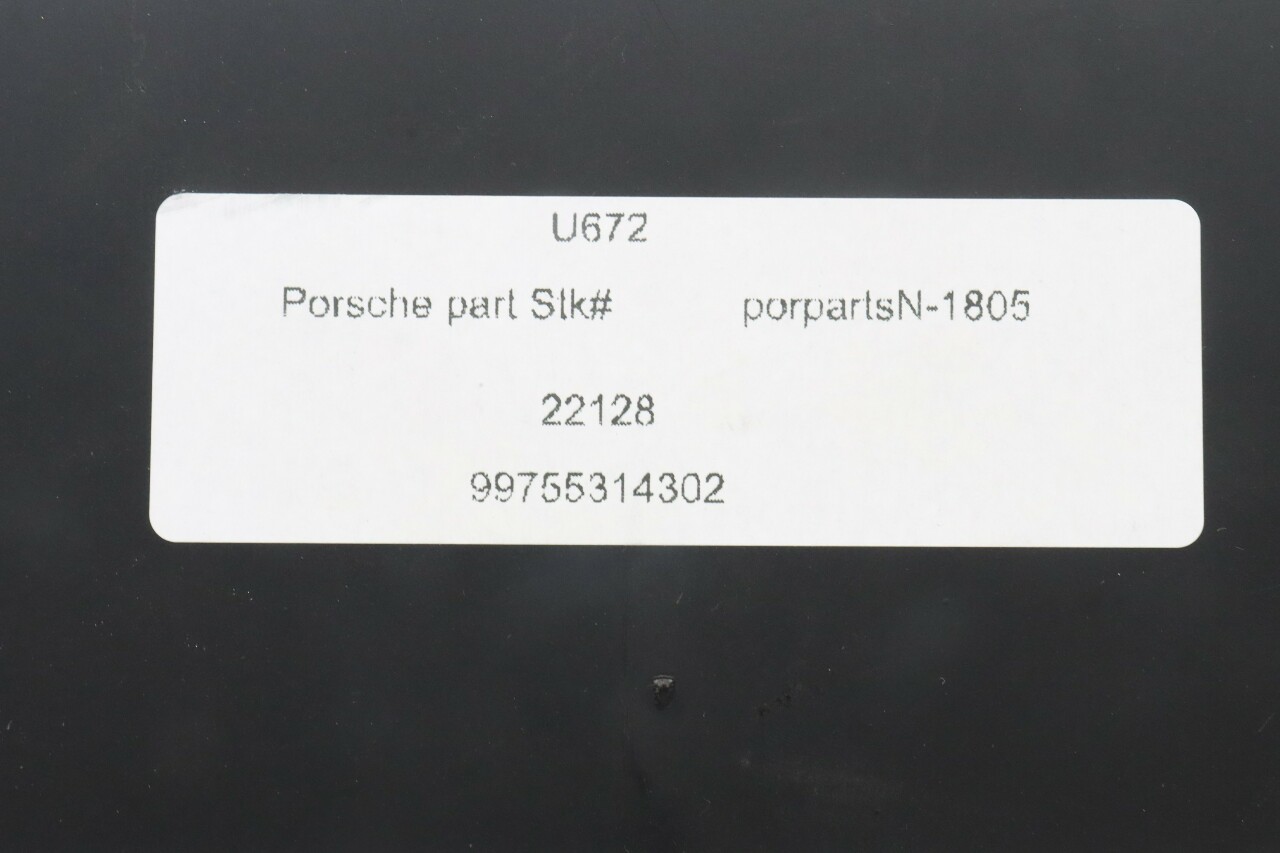 U672
Porsche part Stk# porpartsN-1805
22128
99755314302